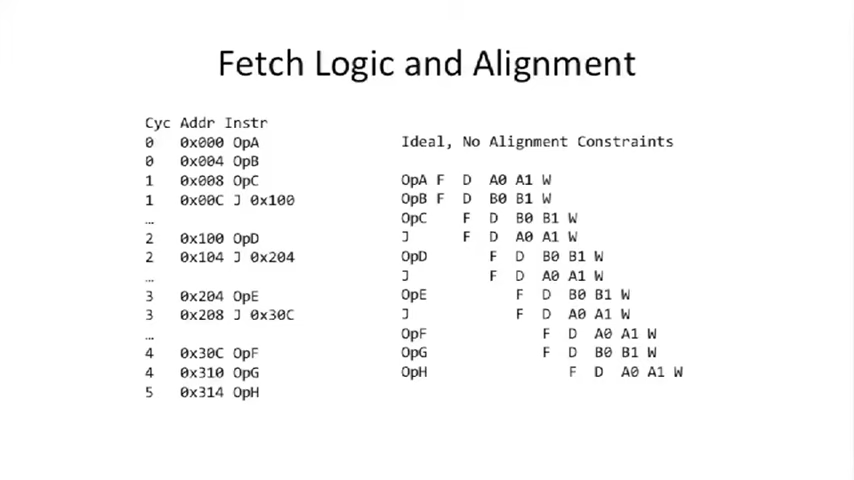 Fetch Logic and Alignment
Cyc Addr Instr
0 0x000 OpA
0 0x004 OpB
1 0x008 OpC
1 0x00C J 0x100
…
2 0x100 OpD
2 0x104 J 0x204
…
3 0x204 OpE
3 0x208 J 0x30C
…
4 0x30C OpF
4 0x310 OpG
5 0x314 OpH
Ideal, No Alignment Constraints
OpA F D A0 A1 W
OpB F D B0 B1 W
OpC F D B0 B1 W
J F D A0 A1 W
OpD F D B0 B1 W
J F D A0 A1 W
OpE F D B0 B1 W
J F D A0 A1 W
OpF F D A0 A1 W
OpG F D B0 B1 W
OpH F D A0 A1 W